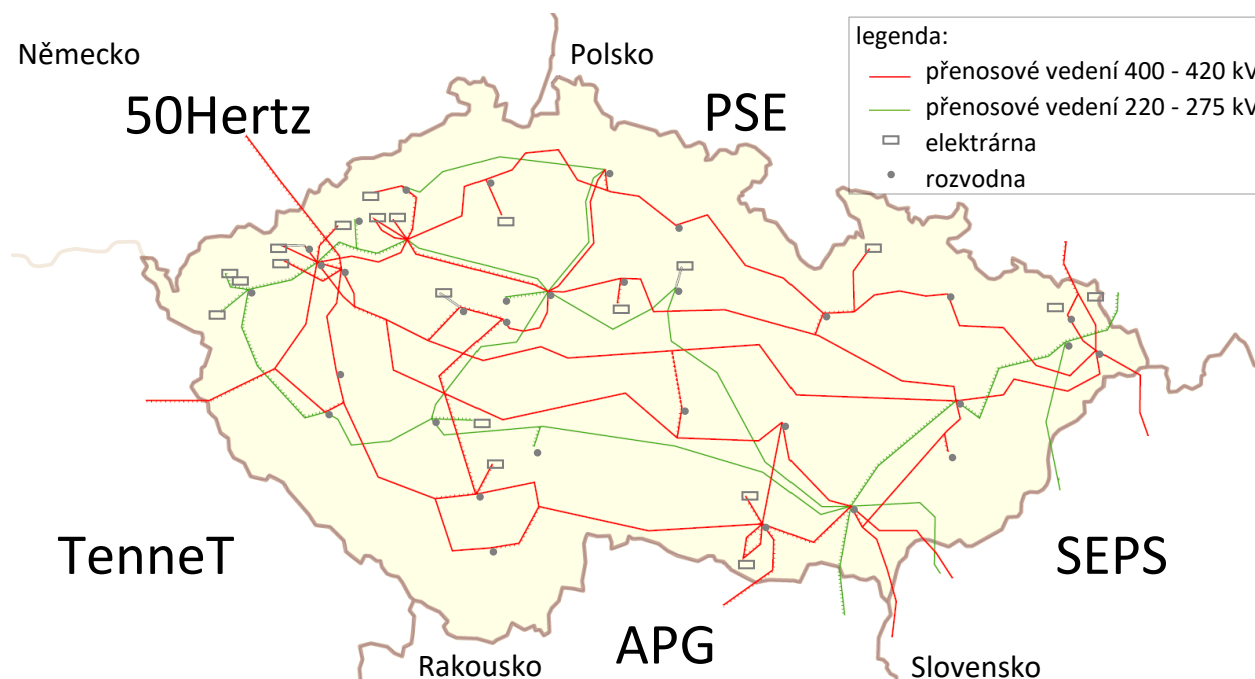 Německo
Polsko
legenda:
přenosové vedení 400 - 420 kV
přenosové vedení 220 - 275 kV
elektrárna
rozvodna
50Hertz
PSE
TenneT
SEPS
APG
Rakousko
Slovensko